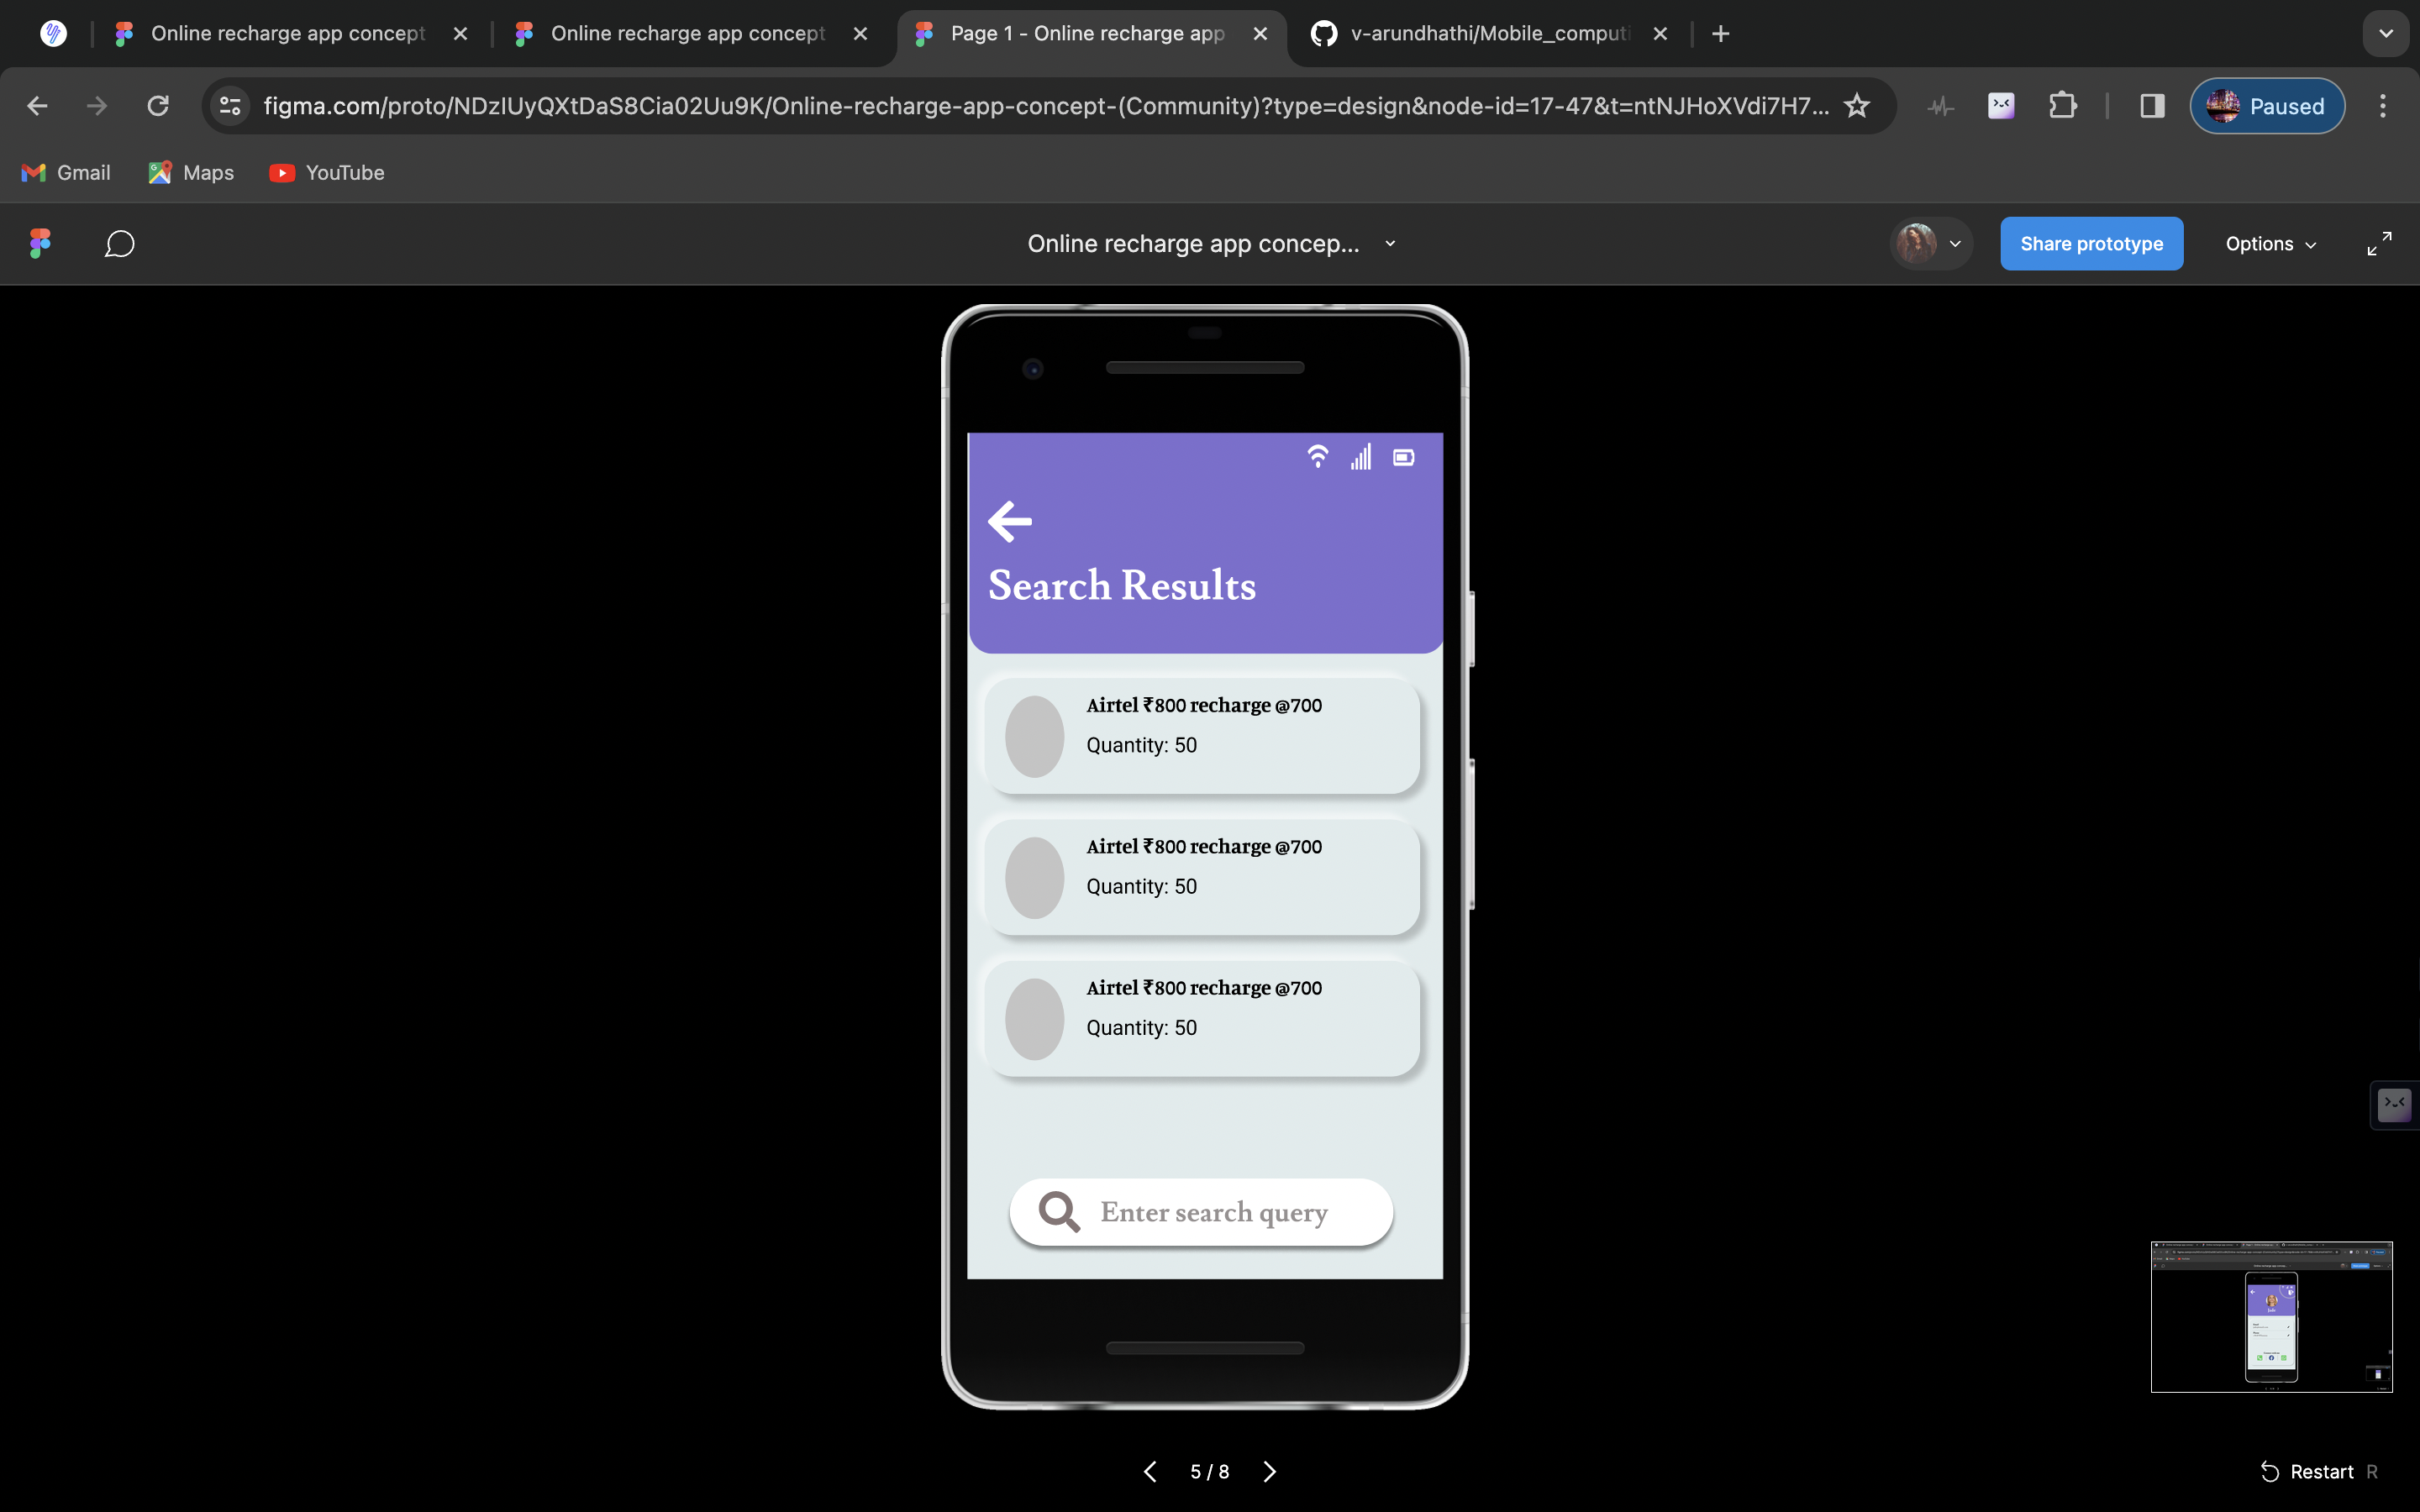 Online recharge app concept
Online recharge app concept
Page 1 - Online recharge app
v-arundhathi/Mobile_computi
figma.com/proto/NDzIUyQXtDaS8Cia02Uu9K/Online-recharge-app-concept-(Community)?type=design&node-id=17-47&t=ntNJHoXVdi7H7...
Paused
Gmail
Maps
YouTube
Online recharge app concep...
Share prototype
Options
Search Results
Airtel ₹800 recharge @700
Quantity: 50
Airtel ₹800 recharge @700
Quantity: 50
Airtel ₹800 recharge @700
Quantity: 50
Enter search query
5 / 8
Restart R